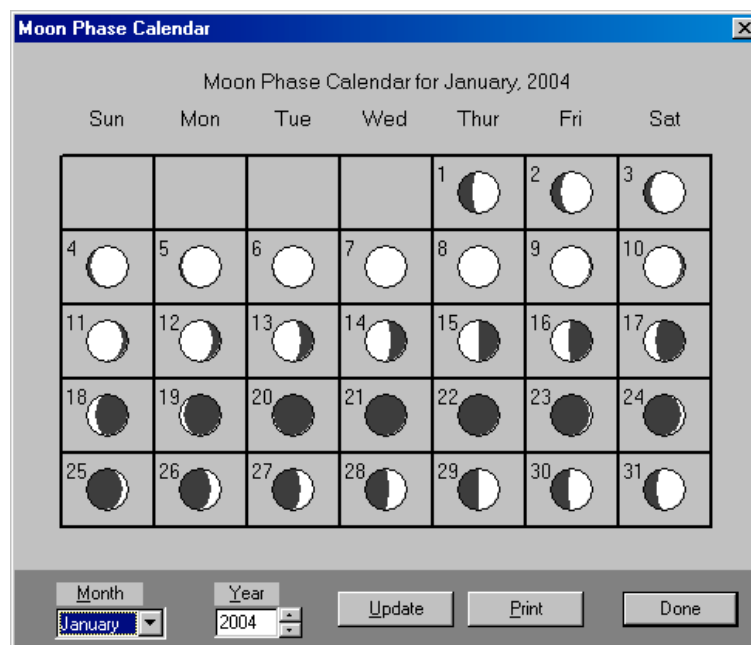 Moon Phase Calendar
Moon Phase Calendar for January, 2004
Sun Mon Tue Wed Thur Fri Sat
1 2 3
4 5 6 7 8 9 10
11 12 13 14 15 16 17
18 19 20 21 22 23 24
25 26 27 28 29 30 31
Month Year
January 2004 Update Print Done